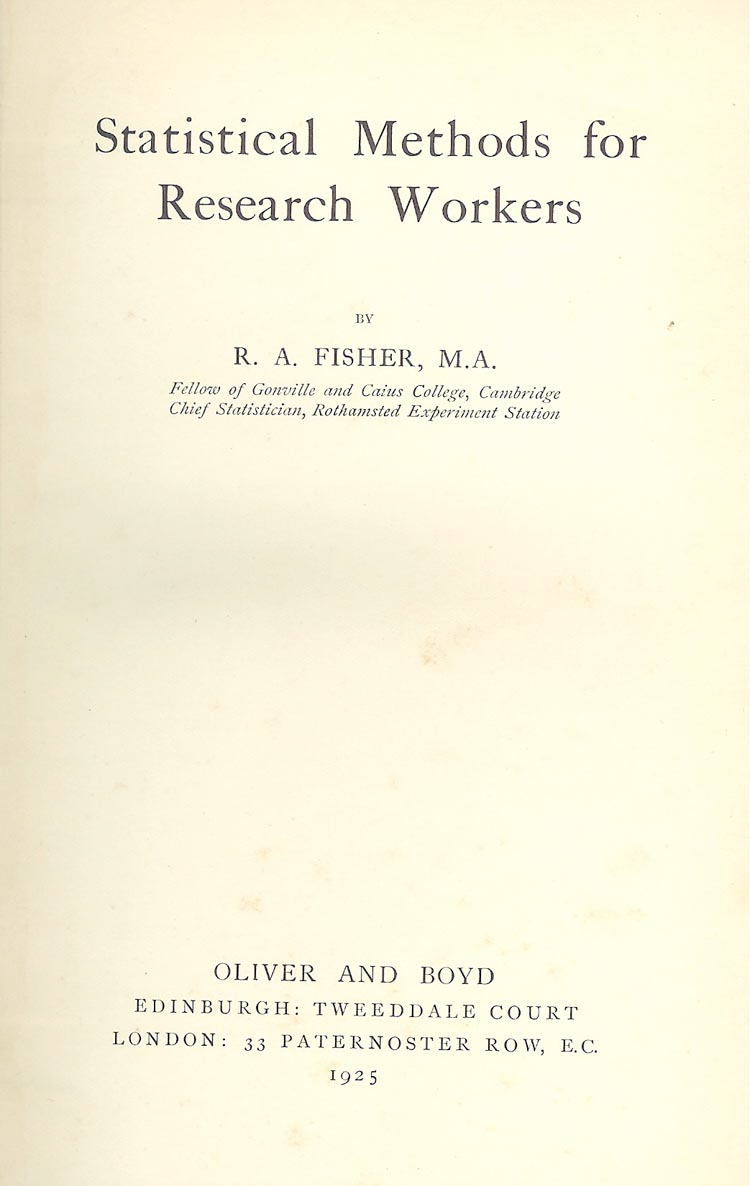 Statistical Methods for
Research Workers
BY
R. A. FISHER, M.A.
Fellow of Gonville and Caius College, Cambridge
Chief Statistician, Rothamsted Experiment Station
OLIVER AND BOYD
EDINBURGH: TWEEDDALE COURT
LONDON: 33 PATERNOSTER ROW, E.C.
1925